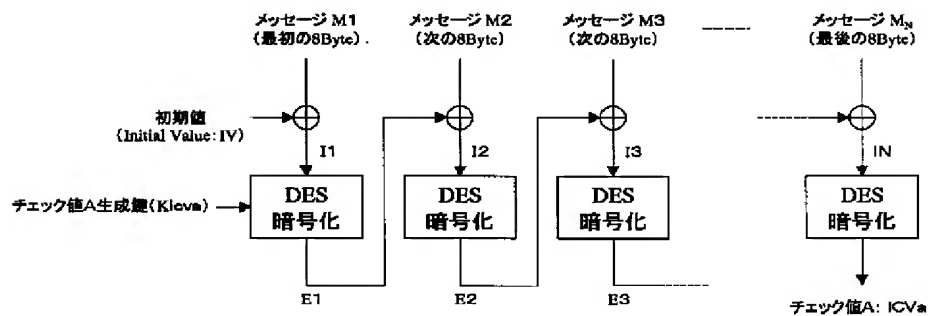 メッセージ M1
(最初の8Byte).
メッセージ M2
(次の8Byte)
メッセージ M3
(次の8Byte)
メッセージ MN
(最後の8Byte)
初期値
(Initial Value: IV)
I1
I2
I3
IN
チェック値A生成鍵(Kicva)
DES
暗号化
DES
暗号化
DES
暗号化
DES
暗号化
E1
E2
E3
チェック値A: ICVa